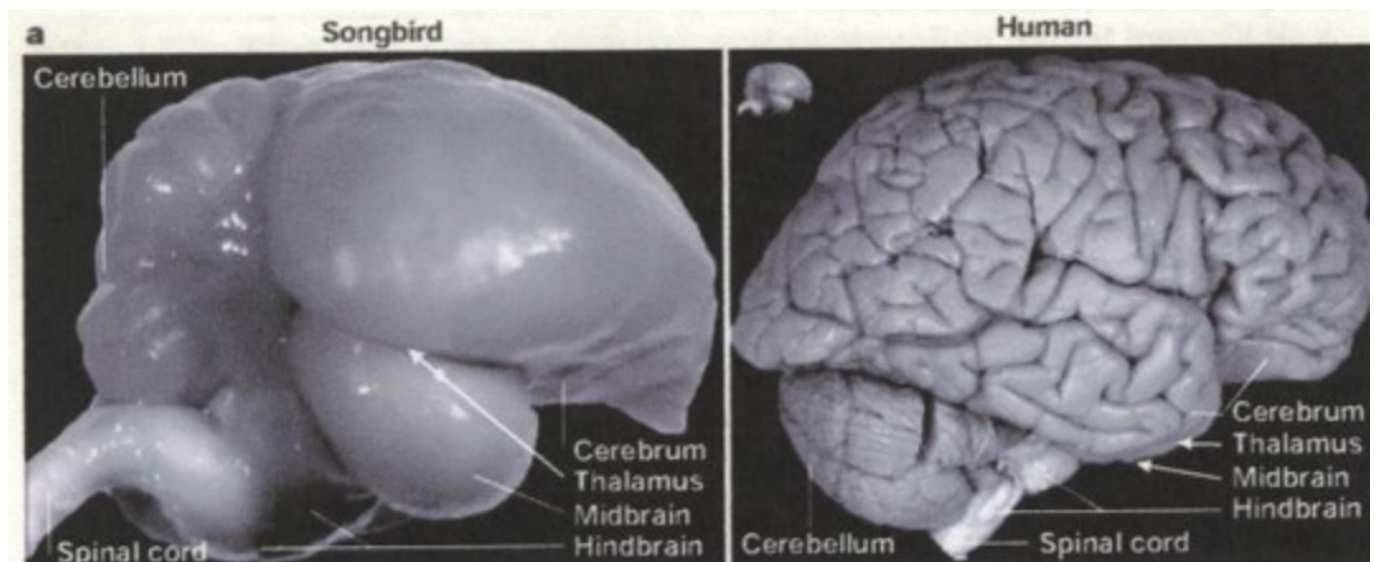 a
Songbird
Human
Cerebellum
Cerebrum
Thalamus
Midbrain
Hindbrain
Spinal cord
Cerebrum
Thalamus
Midbrain
Hindbrain
Cerebellum
Spinal cord